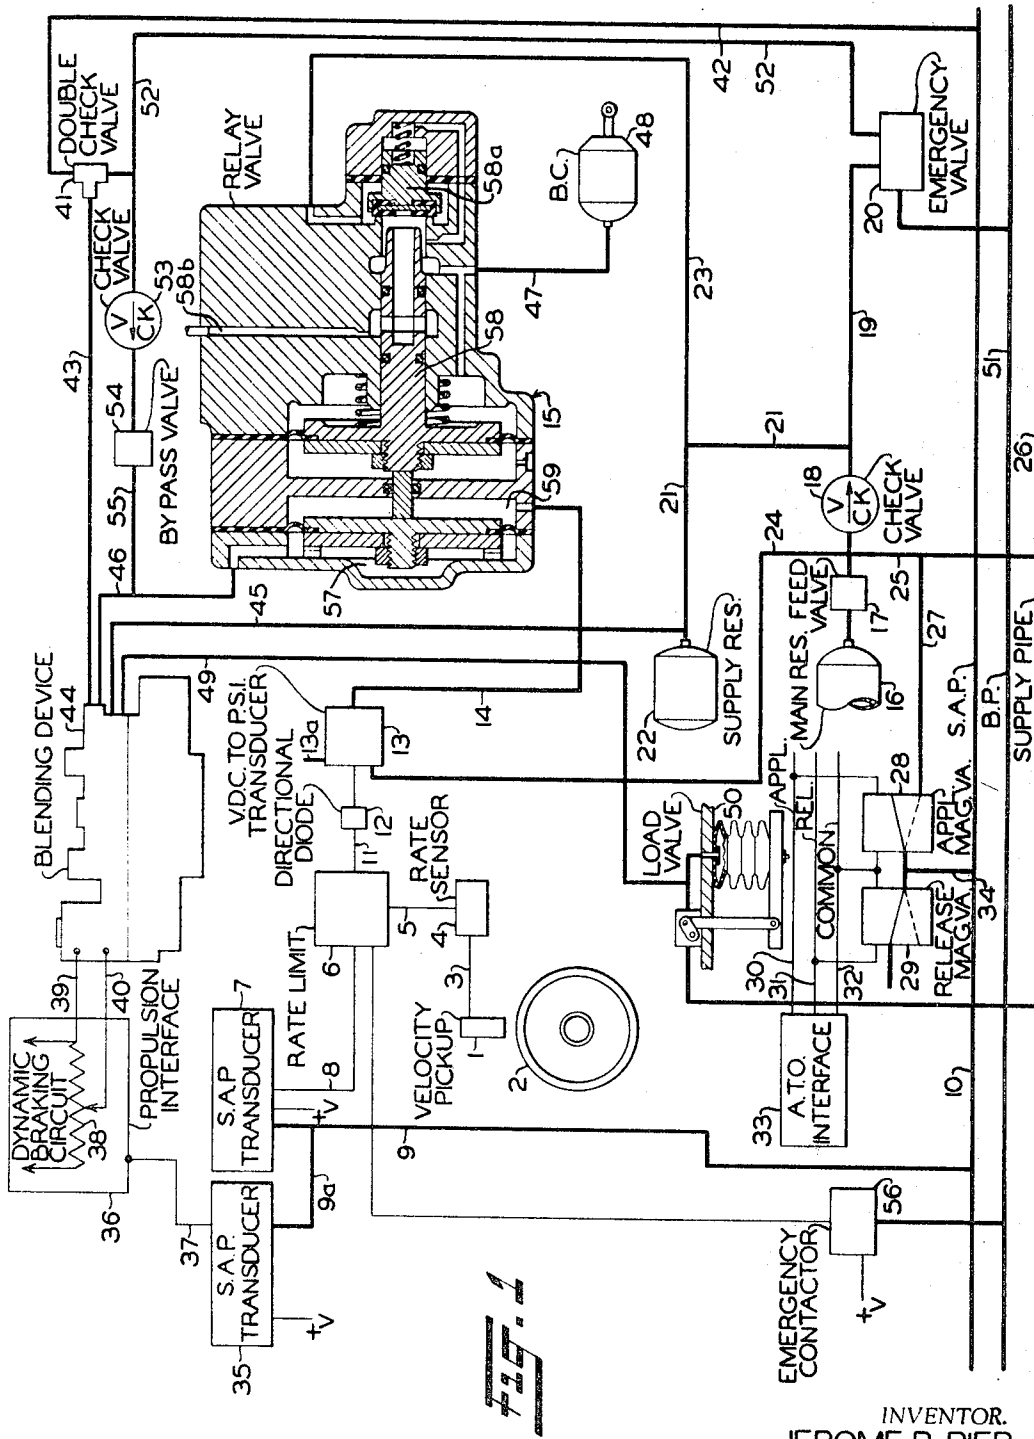 DOUBLE
CHECK
VALVE
41
52
42
52
CHECK
VALVE
43
V
CK
53
58b
RELAY
VALVE
58a
B.C.
48
EMERGENCY
VALVE
20
47
23
19
54
BY PASS VALVE
55
46
58
15
59
57
21
21
51
26
V
CK
18
CHECK
VALVE
24
25
27
45
49
BLENDING DEVICE
44
V.D.C. TO P.S.I.
TRANSDUCER
13a
13
14
22
SUPPLY RES.
MAIN RES. FEED
VALVE
17
16
S.A.P.
B.P.
SUPPLY PIPE
DIRECTIONAL
DIODE
12
11
RATE
SENSOR
5
4
3
LOAD
VALVE
50
APPL.
REL.
COMMON
28
APPL.
MAG.VA.
34
RELEASE
MAG.VA.
29
30
31
32
39
40
PROPULSION
INTERFACE
DYNAMIC
BRAKING
CIRCUIT
38
36
RATE LIMIT
6
7
S.A.P.
TRANSDUCER
8
+V
VELOCITY
PICKUP
1
2
33
A.T.O.
INTERFACE
10
9
9a
37
S.A.P.
TRANSDUCER
35
+V
EMERGENCY
CONTACTOR
56
+V
Fig. 1
INVENTOR.